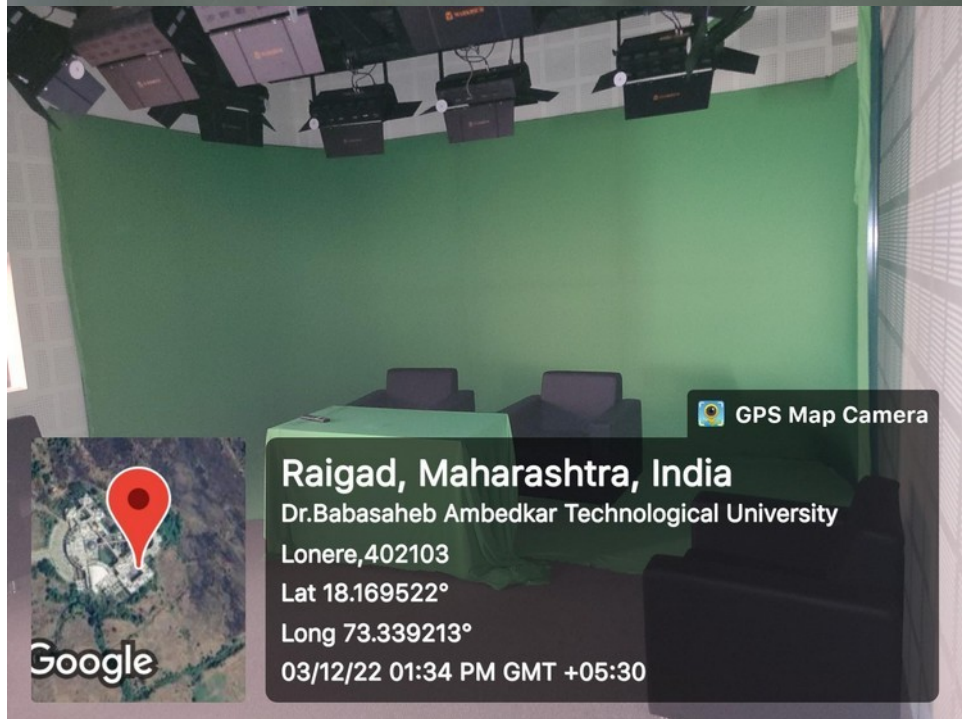 GPS Map Camera
Raigad, Maharashtra, India
Dr.Babasaheb Ambedkar Technological University
Lonere,402103
Lat 18.169522°
Long 73.339213°
03/12/22 01:34 PM GMT +05:30
Google